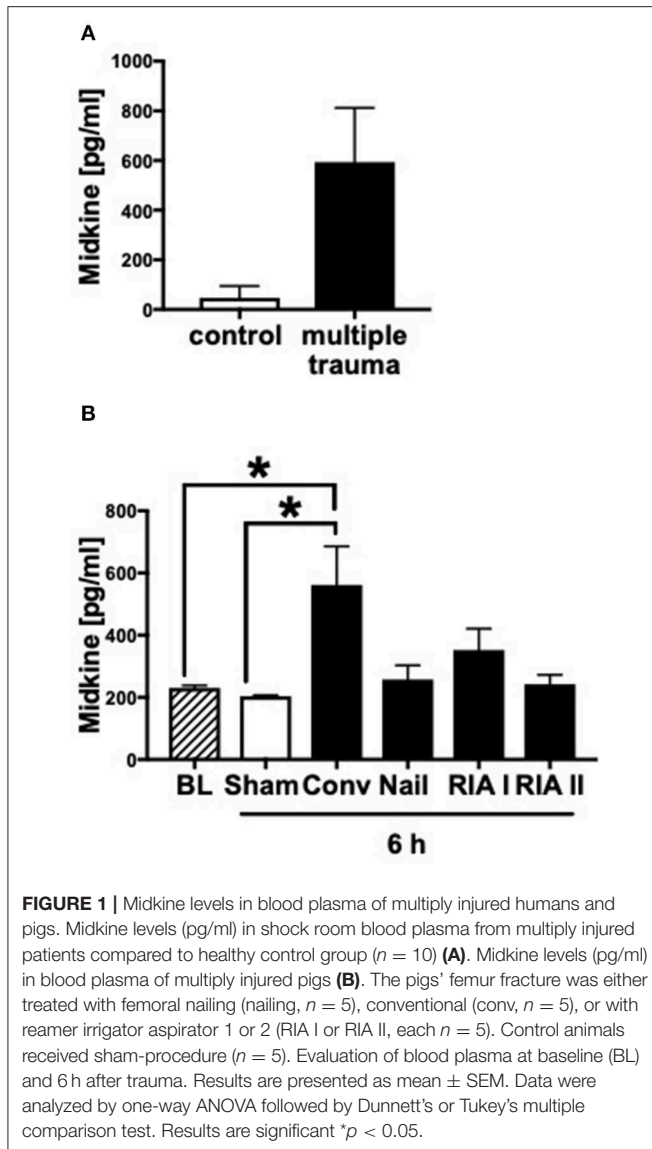 A
1000
800
600
400
200
0
Midkine [pg/ml]
control multiple
trauma
B
* *
800
600
400
200
0
Midkine [pg/ml]
BL Sham Conv Nail RIA I RIA II
6 h
FIGURE 1 | Midkine levels in blood plasma of multiply injured humans and
pigs. Midkine levels (pg/ml) in shock room blood plasma from multiply injured
patients compared to healthy control group (n = 10) (A). Midkine levels (pg/ml)
in blood plasma of multiply injured pigs (B). The pigs' femur fracture was either
treated with femoral nailing (nailing, n = 5), conventional (conv, n = 5), or with
reamer irrigator aspirator 1 or 2 (RIA I or RIA II, each n = 5). Control animals
received sham-procedure (n = 5). Evaluation of blood plasma at baseline (BL)
and 6 h after trauma. Results are presented as mean ± SEM. Data were
analyzed by one-way ANOVA followed by Dunnett's or Tukey's multiple
comparison test. Results are significant *p < 0.05.